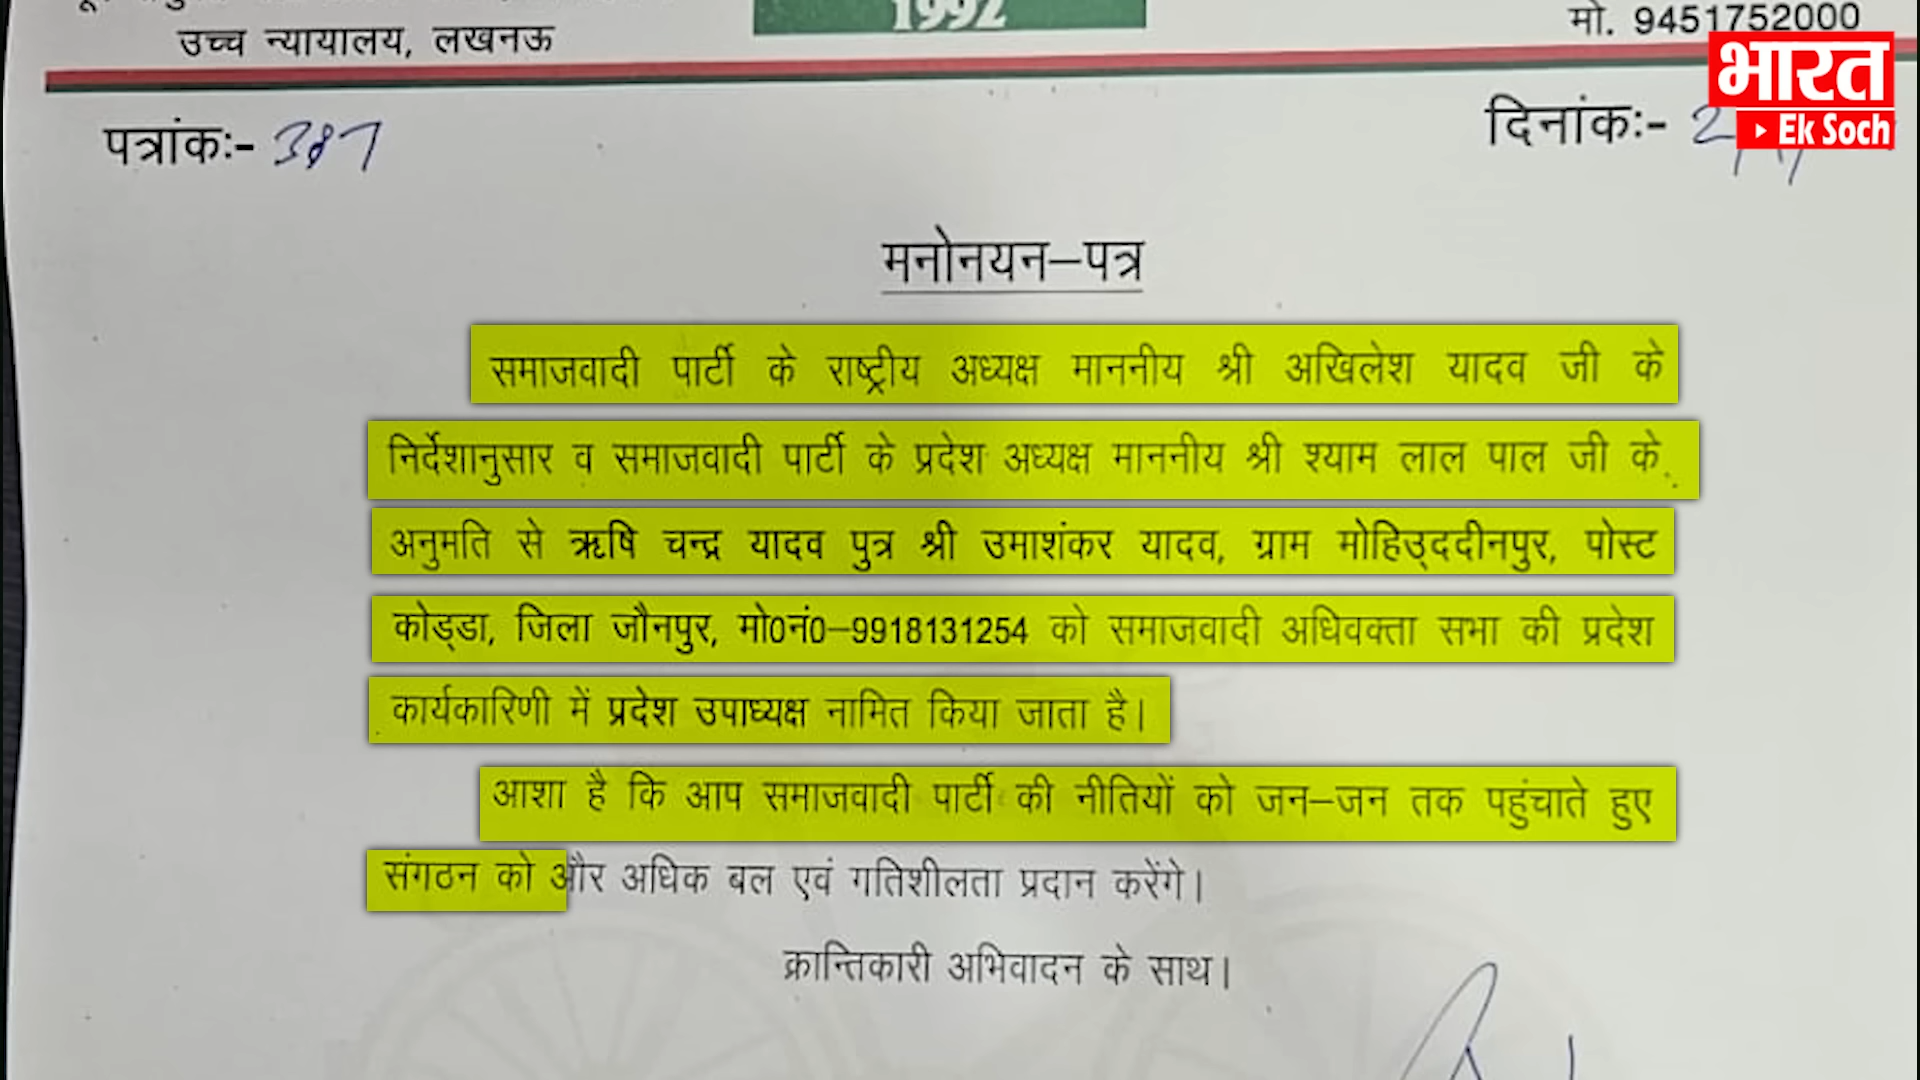 उच्च न्यायालय, लखनऊ
1992
मो. 9451752000
भारत
Ek Soch
पत्रांकः- 387
दिनांकः-
मनोनयन–पत्र
समाजवादी पार्टी के राष्ट्रीय अध्यक्ष माननीय श्री अखिलेश यादव जी के
निर्देशानुसार व समाजवादी पार्टी के प्रदेश अध्यक्ष माननीय श्री श्याम लाल पाल जी के
अनुमति से ऋषि चन्द्र यादव पुत्र श्री उमाशंकर यादव, ग्राम मोहिउ्ददीनपुर, पोस्ट
कोड्डा, जिला जौनपुर, मो0नं0–9918131254 को समाजवादी अधिवक्ता सभा की प्रदेश
कार्यकारिणी में प्रदेश उपाध्यक्ष नामित किया जाता है।
आशा है कि आप समाजवादी पार्टी की नीतियों को जन–जन तक पहुंचाते हुए
संगठन को और अधिक बल एवं गतिशीलता प्रदान करेंगे।
क्रान्तिकारी अभिवादन के साथ।